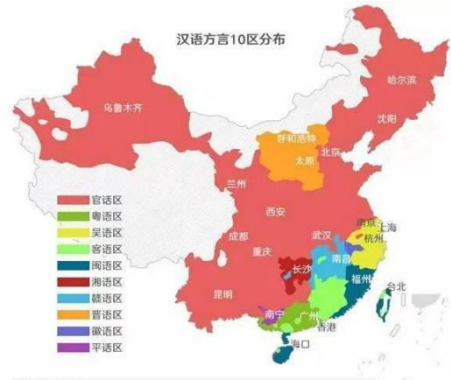 汉语方言10区分布
哈尔滨
乌鲁木齐
沈阳
呼和浩特
北京
太原
兰州
西安
南京
上海
成都
武汉
杭州
重庆
南昌
长沙
福州
昆明
台北
南宁
广州
香港
海口
官话区
粤语区
吴语区
客语区
闽语区
湘语区
赣语区
晋语区
徽语区
平话区